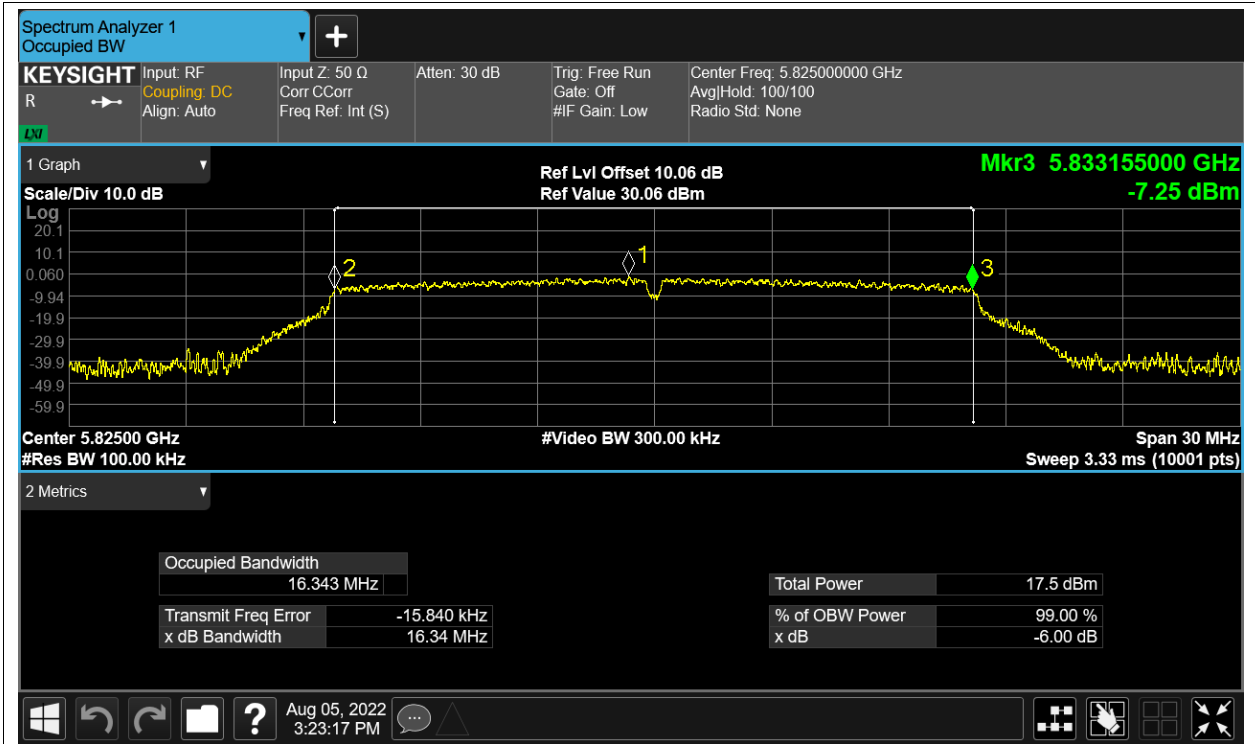 Spectrum Analyzer 1
Occupied BW
▼
+
KEYSIGHT
R
LXI
Input: RF
Coupling: DC
Align: Auto
Input Z: 50 Ω
Corr CCorr
Freq Ref: Int (S)
Atten: 30 dB
Trig: Free Run
Gate: Off
#IF Gain: Low
Center Freq: 5.825000000 GHz
Avg|Hold: 100/100
Radio Std: None
1 Graph
Scale/Div 10.0 dB
Ref Lvl Offset 10.06 dB
Ref Value 30.06 dBm
Mkr3 5.833155000 GHz
-7.25 dBm
Log
20.1
10.1
0.060
-9.94
-19.9
-29.9
-39.9
-49.9
-59.9
2
1
3
Center 5.82500 GHz
#Res BW 100.00 kHz
#Video BW 300.00 kHz
Span 30 MHz
Sweep 3.33 ms (10001 pts)
2 Metrics
Occupied Bandwidth
16.343 MHz
Transmit Freq Error -15.840 kHz
x dB Bandwidth 16.34 MHz
Total Power 17.5 dBm
% of OBW Power 99.00 %
x dB -6.00 dB
?
Aug 05, 2022
3:23:17 PM